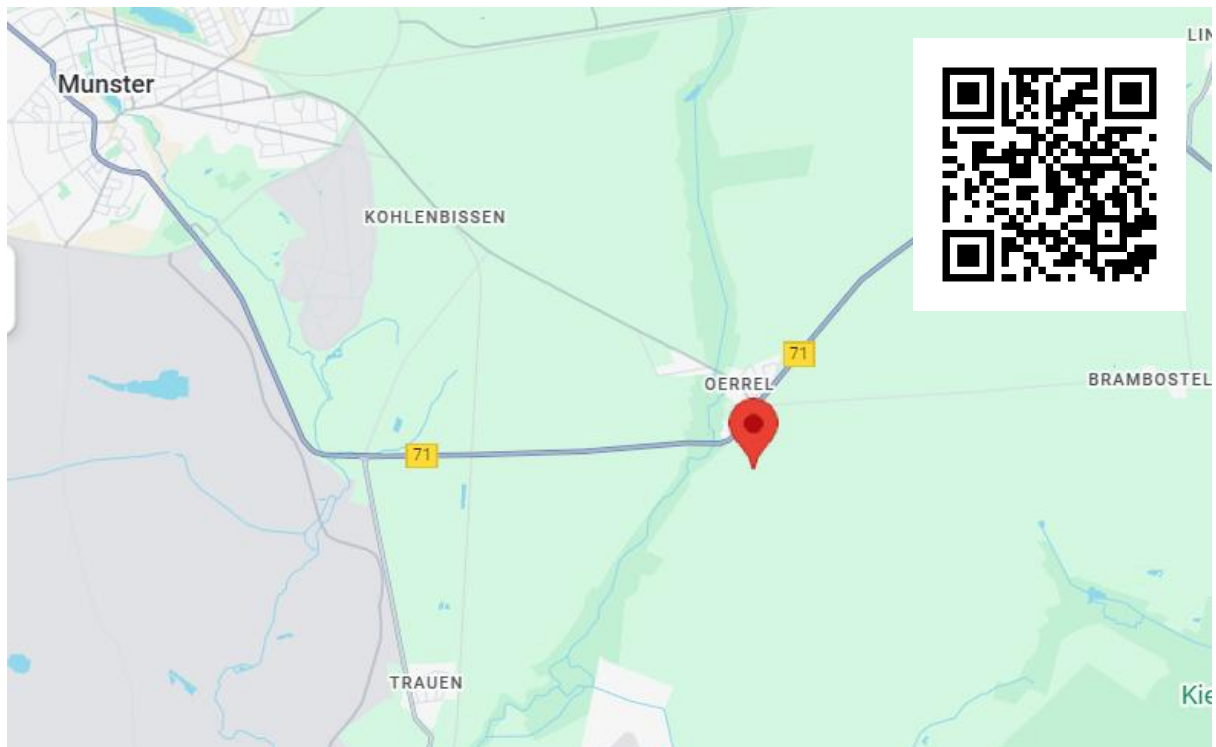 LIN
Munster
KOHLENBISSEN
71
OERREL
BRAMBOSTEL
71
TRAUEN
Kie